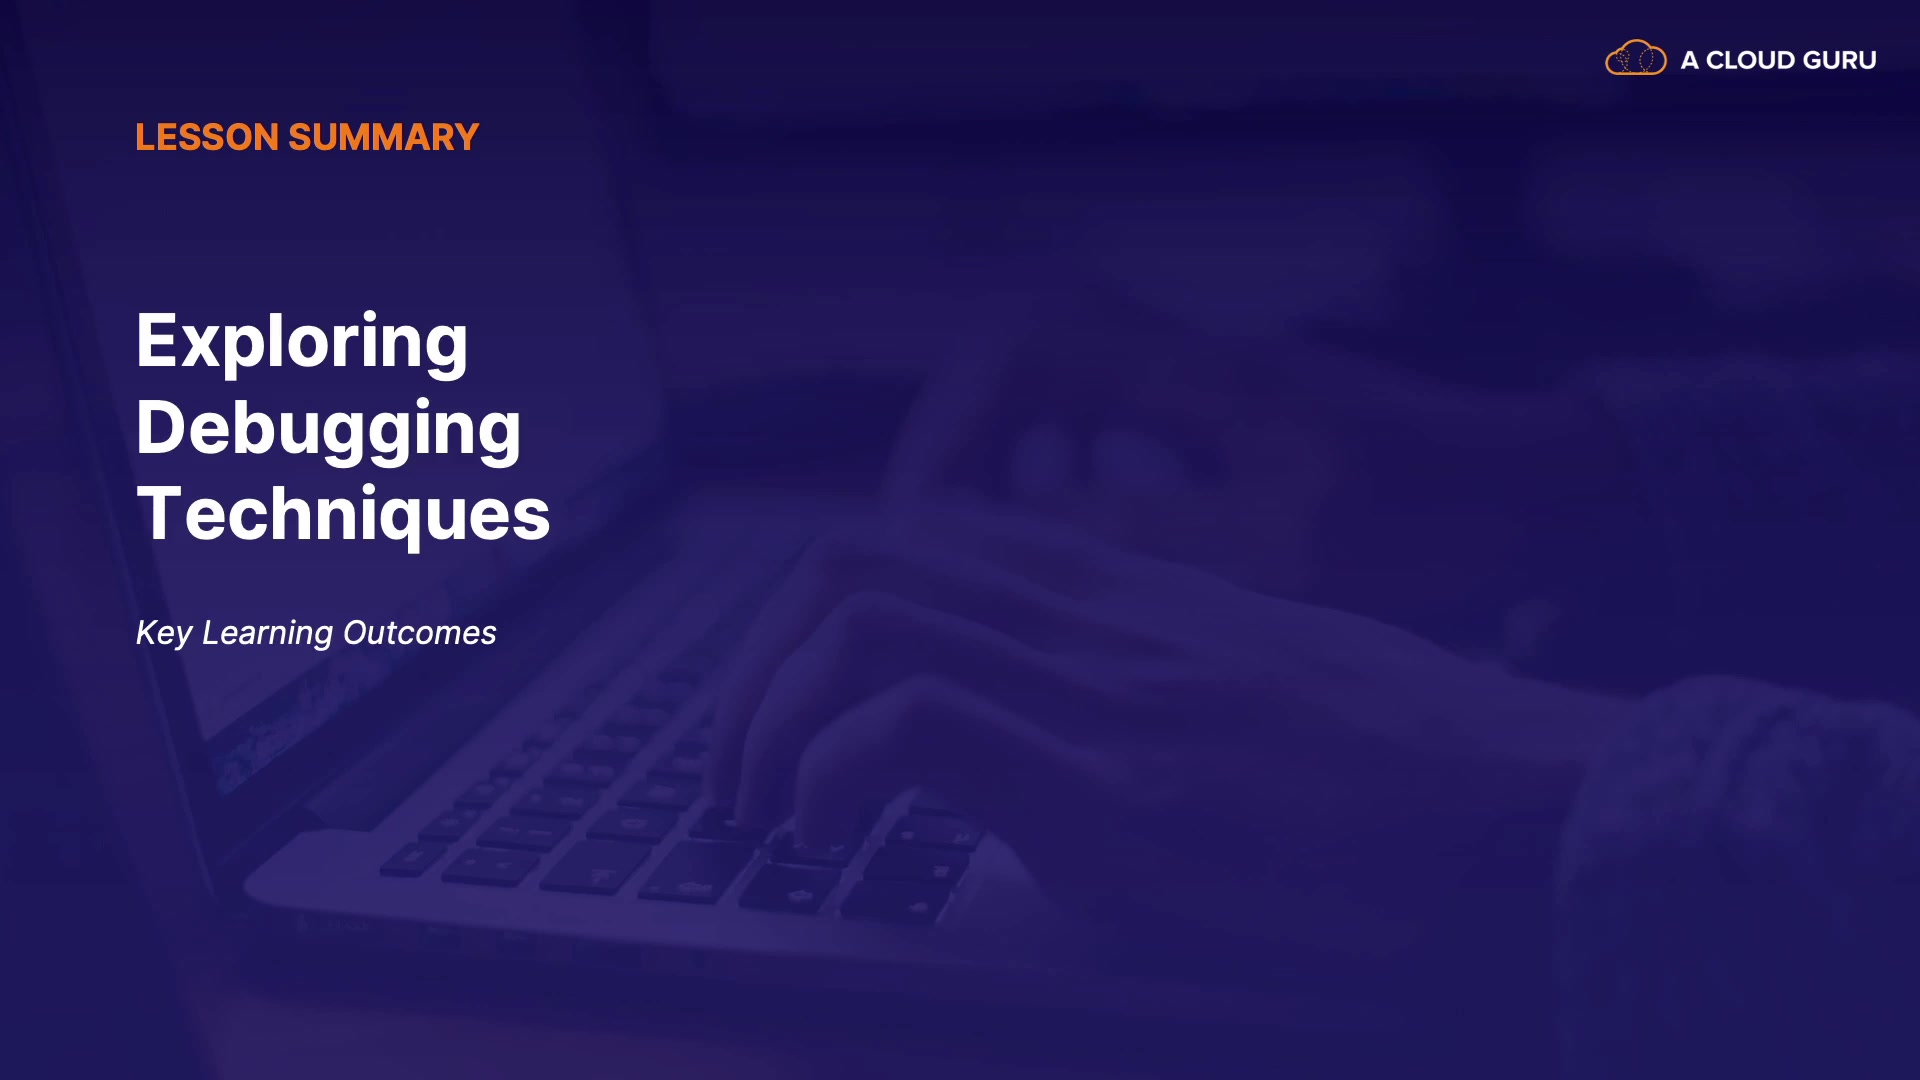 A CLOUD GURU
LESSON SUMMARY
Exploring
Debugging
Techniques
Key Learning Outcomes